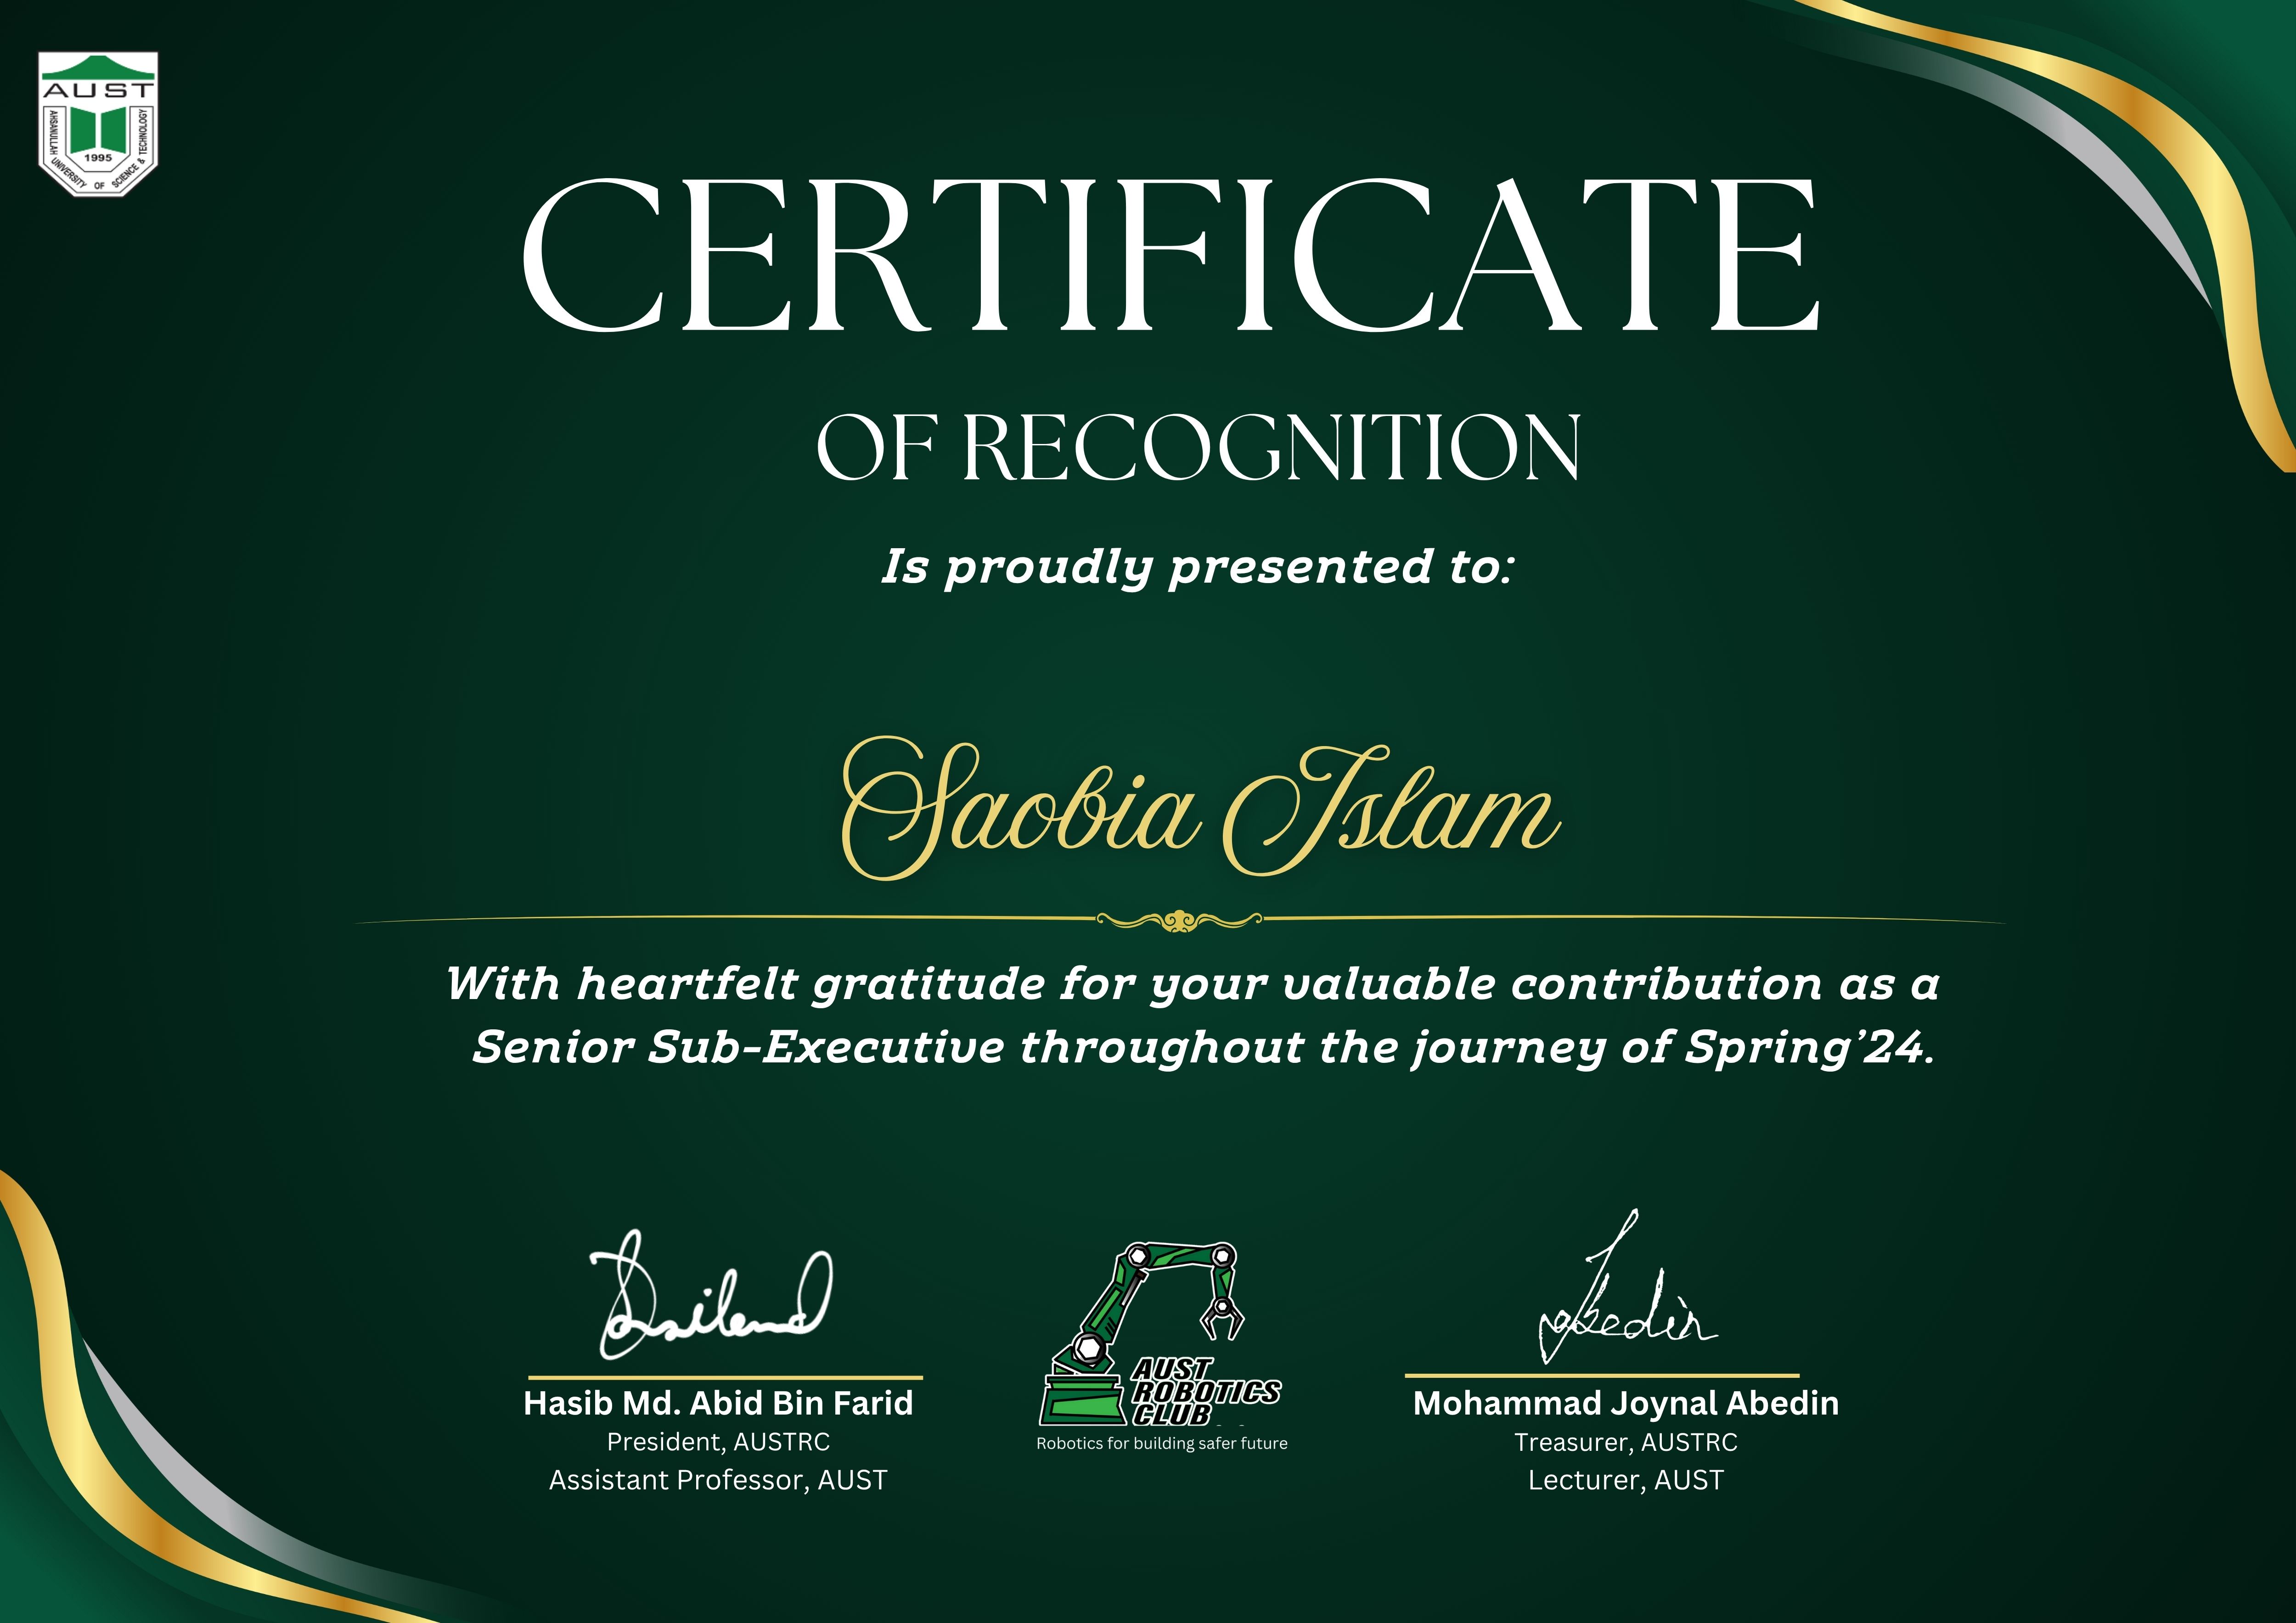 AUST
AHSANULLAH UNIVERSITY OF SCIENCE & TECHNOLOGY
1995
CERTIFICATE
OF RECOGNITION
Is proudly presented to:
Saobia Islam
With heartfelt gratitude for your valuable contribution as a
Senior Sub-Executive throughout the journey of Spring’24.
Abedin
Hasib Md. Abid Bin Farid
President, AUSTRC
Assistant Professor, AUST
AUST
ROBOTICS
CLUB
Robotics for building safer future
Mohammad Joynal Abedin
Treasurer, AUSTRC
Lecturer, AUST